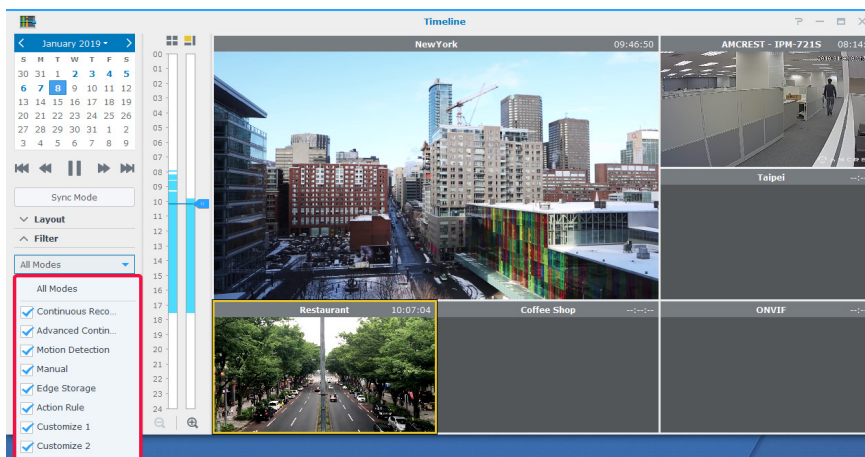 Timeline
January 2019
S M T W T F S
30 31 1 2 3 4 5
6 7 8 9 10 11 12
13 14 15 16 17 18 19
20 21 22 23 24 25 26
27 28 29 30 31 1 2
3 4 5 6 7 8 9
Sync Mode
Layout
Filter
All Modes
All Modes
Continuous Reco...
Advanced Contin...
Motion Detection
Manual
Edge Storage
Action Rule
Customize 1
Customize 2
00
01
02
03
04
05
06
07
08
09
10
11
12
13
14
15
16
17
18
19
20
21
22
23
24
NewYork 09:46:50
AMCREST - IPM-721S 08:14:
Taipei --:--
Restaurant 10:07:04
Coffee Shop --:--:--
ONVIF --:--